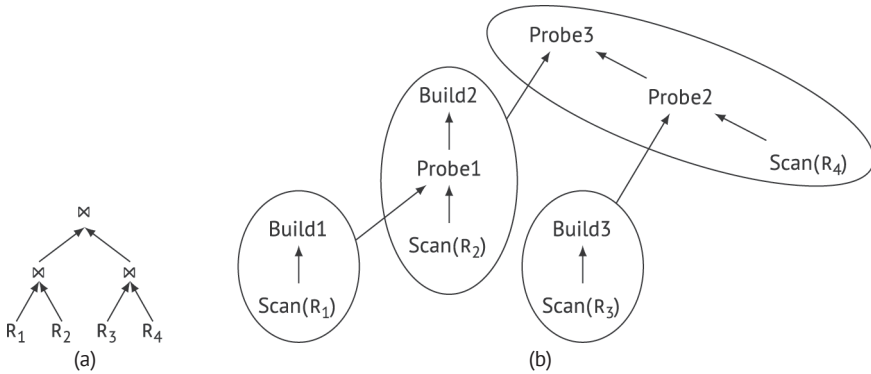 Probe3
Build2
Probe2
Probe1
Scan(R₄)
⋈
Build1
Scan(R₂)
Build3
⋈ ⋈
Scan(R₁)
Scan(R₃)
R₁ R₂ R₃ R₄
(a)
(b)